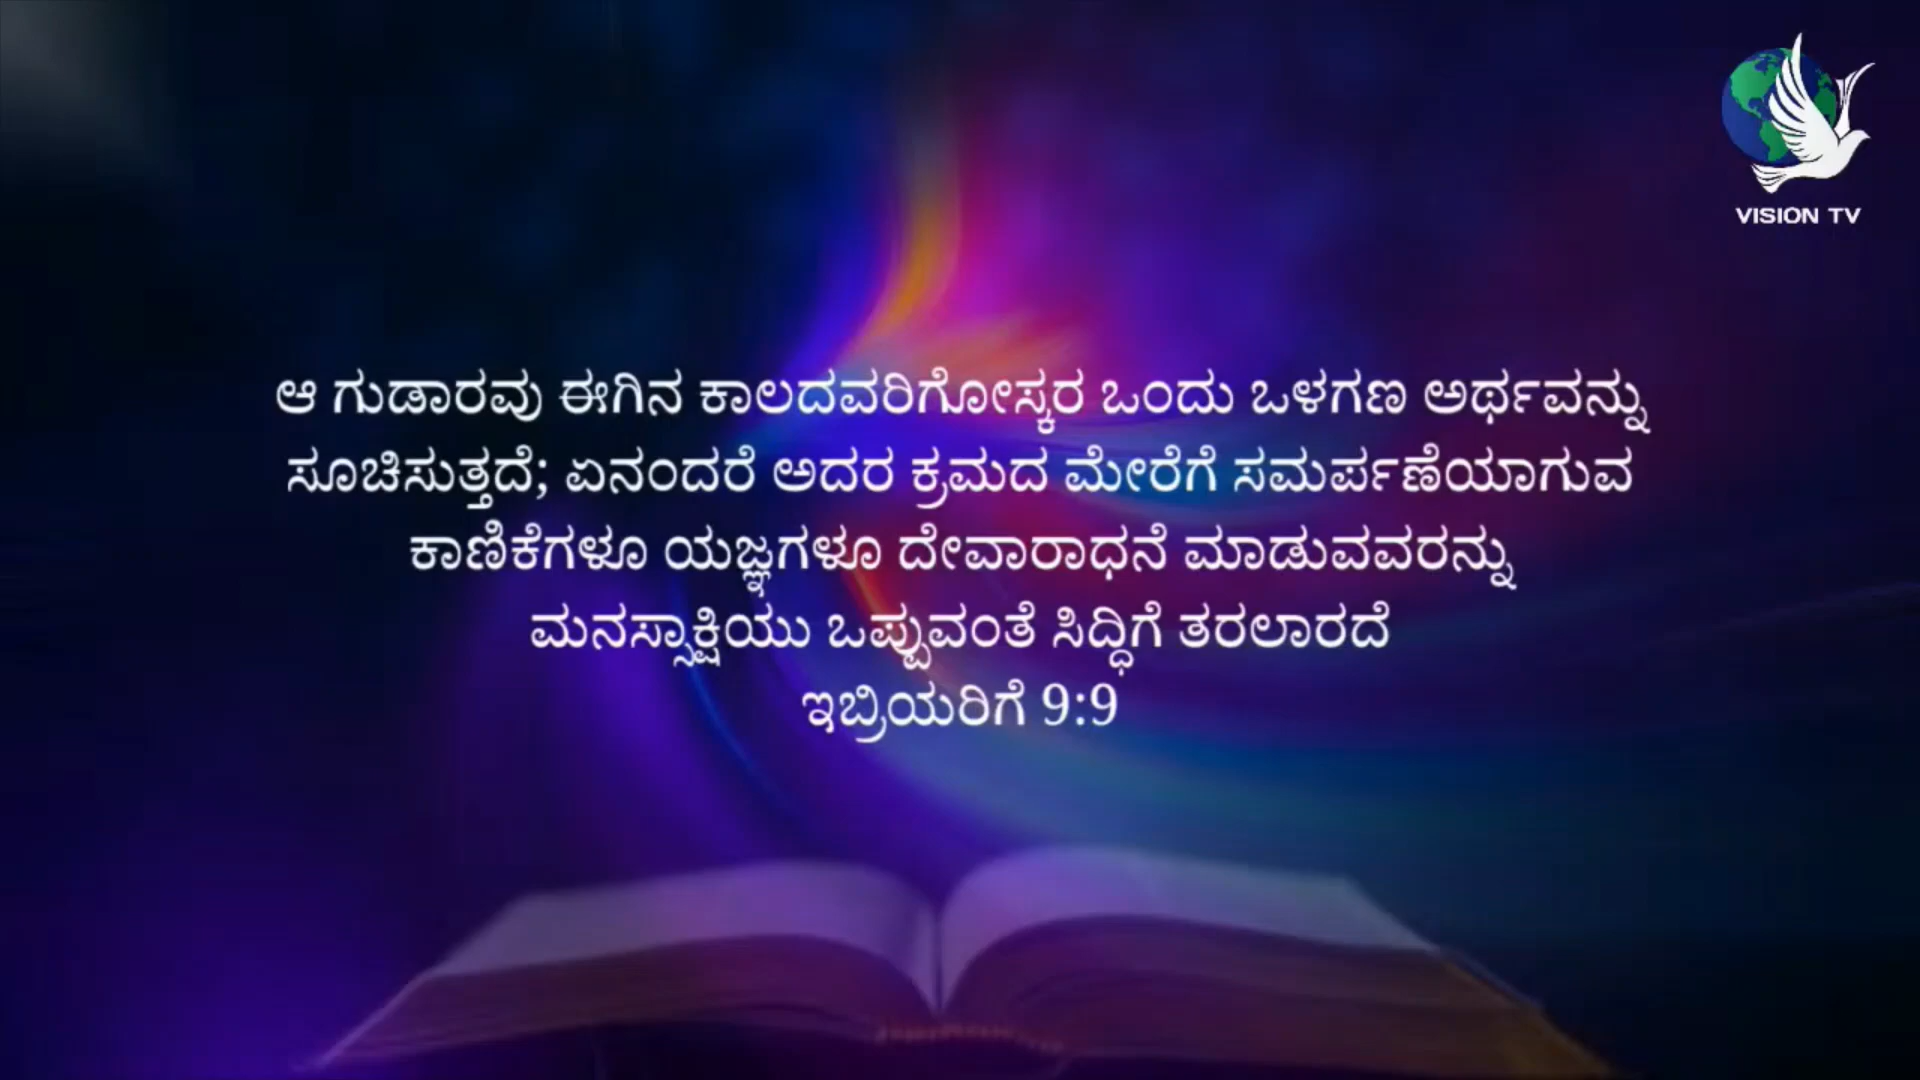 VISION TV
ಆ ಗುಡಾರವು ಈಗಿನ ಕಾಲದವರಿಗೋಸ್ಕರ ಒಂದು ಒಳಗಣ ಅರ್ಥವನ್ನು
ಸೂಚಿಸುತ್ತದೆ; ಏನಂದರೆ ಅದರ ಕ್ರಮದ ಮೇರೆಗೆ ಸಮರ್ಪಣೆಯಾಗುವ
ಕಾಣಿಕೆಗಳೂ ಯಜ್ಞಗಳೂ ದೇವಾರಾಧನೆ ಮಾಡುವವರನ್ನು
ಮನಸ್ಸಾಕ್ಷಿಯು ಒಪ್ಪುವಂತೆ ಸಿದ್ಧಿಗೆ ತರಲಾರದೆ
ಇಬ್ರಿಯರಿಗೆ 9:9